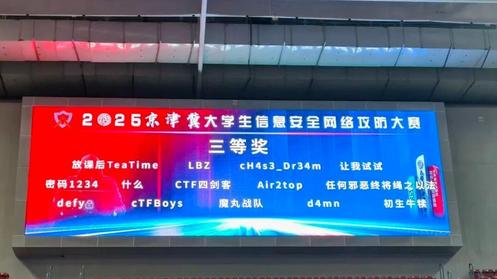 2025京津冀大学生信息安全网络攻防大赛
三等奖
放课后TeaTime LBZ cH4s3_Dr34m 让我试试
密码1234 什么 CTF四剑客 Air2top 任何邪恶终将绳之以法
defy cTFBoys 魔丸战队 d4mn 初生牛犊